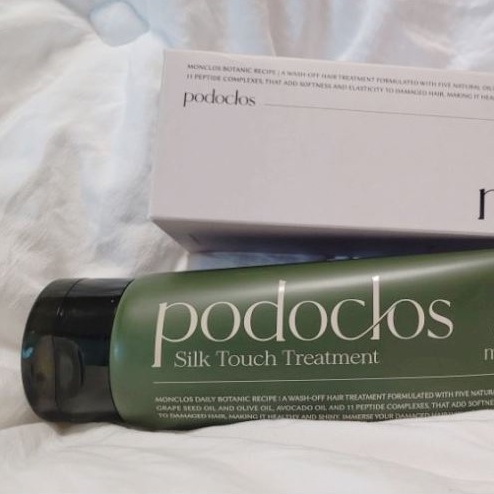 MONCLOS BOTANIC RECIPE : A WASH-OFF HAIR TREATMENT FORMULATED WITH FIVE NATURAL OILS
11 PEPTIDE COMPLEXES, THAT ADD SOFTNESS AND ELASTICITY TO DAMAGED HAIR, MAKING IT HEAL
podoclos
podoclos
Silk Touch Treatment
m
MONCLOS DAILY BOTANIC RECIPE : A WASH-OFF HAIR TREATMENT FORMULATED WITH FIVE NATURA
GRAPE SEED OIL AND OLIVE OIL, AVOCADO OIL AND 11 PEPTIDE COMPLEXES, THAT ADD SOFTNE
TO DAMAGED HAIR, MAKING IT HEALTHY AND SHINY. IMMERSE YOUR DAMAGED HAIR